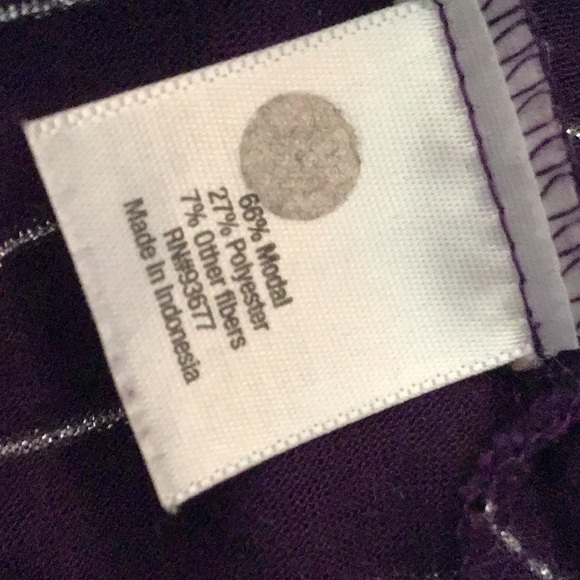 66% Modal
27% Polyester
7% Other fibers
RN#93677
Made In Indonesia